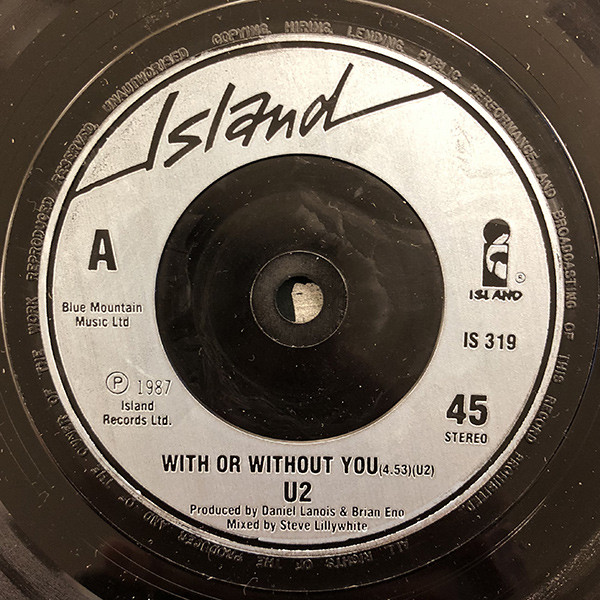 Island
A
Blue Mountain
Music Ltd
ISLAND
®
IS 319
℗ 1987
Island
Records Ltd.
45
STEREO
WITH OR WITHOUT YOU (4.53)(U2)
U2
Produced by Daniel Lanois & Brian Eno
Mixed by Steve Lillywhite
ALL RIGHTS OF THE PRODUCER AND OF THE OWNER OF THE WORK REPRODUCED RESERVED. UNAUTHORISED COPYING, HIRING, LENDING, PUBLIC PERFORMANCE AND BROADCASTING OF THIS RECORD PROHIBITED.